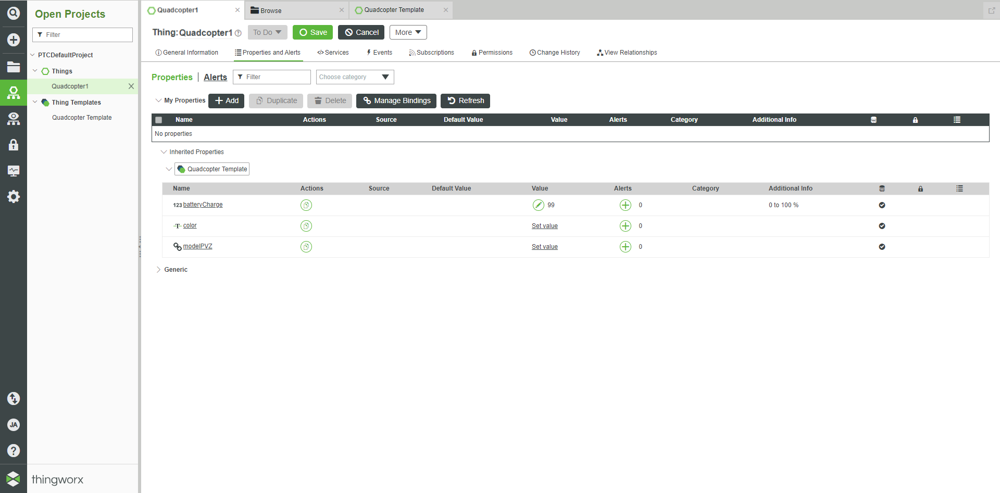 Open Projects
Filter
PTCDefaultProject
Things
Quadcopter1
Thing Templates
Quadcopter Template
JA
?
thingworx
Quadcopter1
Browse
Quadcopter Template
Thing: Quadcopter1 ?
To Do
Save
Cancel
More
General Information
Properties and Alerts
</> Services
Events
Subscriptions
Permissions
Change History
View Relationships
Properties | Alerts
Filter
Choose category
My Properties
Add
Duplicate
Delete
Manage Bindings
Refresh
Name Actions Source Default Value Value Alerts Category Additional Info
No properties
Inherited Properties
Quadcopter Template
Name Actions Source Default Value Value Alerts Category Additional Info
123 batteryCharge 99 0 0 to 100 %
T color Set value 0
modelPVZ Set value 0
Generic